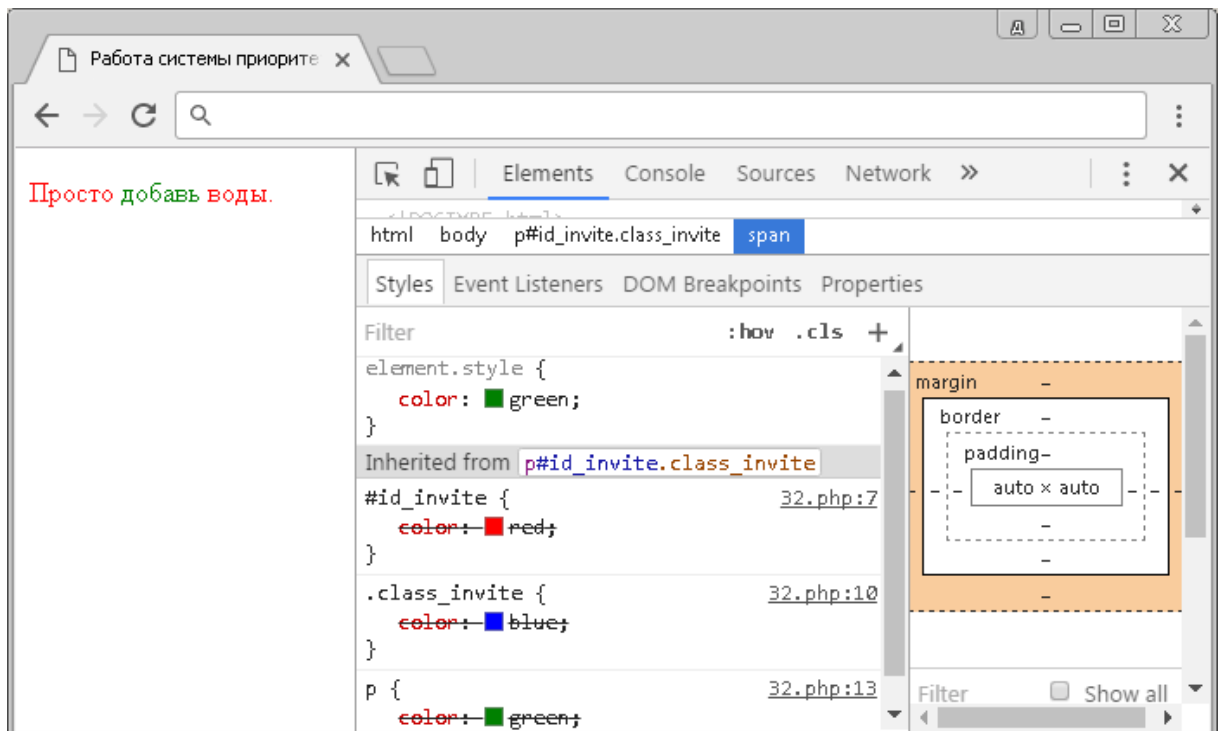 Работа системы приорите
Просто добавь воды.
Elements Console Sources Network »
<!DOCTYPE html>
html body p#id_invite.class_invite span
Styles Event Listeners DOM Breakpoints Properties
Filter :hov .cls +
element.style {
color: green;
}
Inherited from p#id_invite.class_invite
#id_invite { 32.php:7
color: red;
}
.class_invite { 32.php:10
color: blue;
}
p { 32.php:13
color: green;
margin –
border –
padding –
– – – auto × auto – – –
–
–
–
Filter Show all